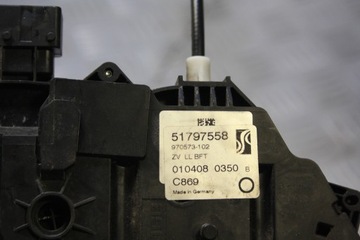 51797558
970573-102
ZV LL BFT
010408 0350 B
C869
Made in Germany